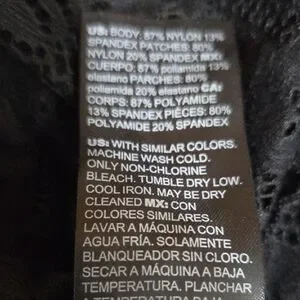 US: BODY: 87% NYLON 13%
SPANDEX PATCHES: 80%
NYLON 20% SPANDEX MX:
CUERPO: 87% poliamida 13%
elastano PARCHES: 80%
poliamida 20% elastano CA:
CORPS: 87% POLYAMIDE
13% SPANDEX PIÈCES: 80%
POLYAMIDE 20% SPANDEX
US: WITH SIMILAR COLORS.
MACHINE WASH COLD.
ONLY NON-CHLORINE
BLEACH. TUMBLE DRY LOW.
COOL IRON. MAY BE DRY
CLEANED MX: CON
COLORES SIMILARES.
LAVAR A MÁQUINA CON
AGUA FRÍA. SOLAMENTE
BLANQUEADOR SIN CLORO.
SECAR A MÁQUINA A BAJA
TEMPERATURA. PLANCHAR
A TEMPERATURA BAJA